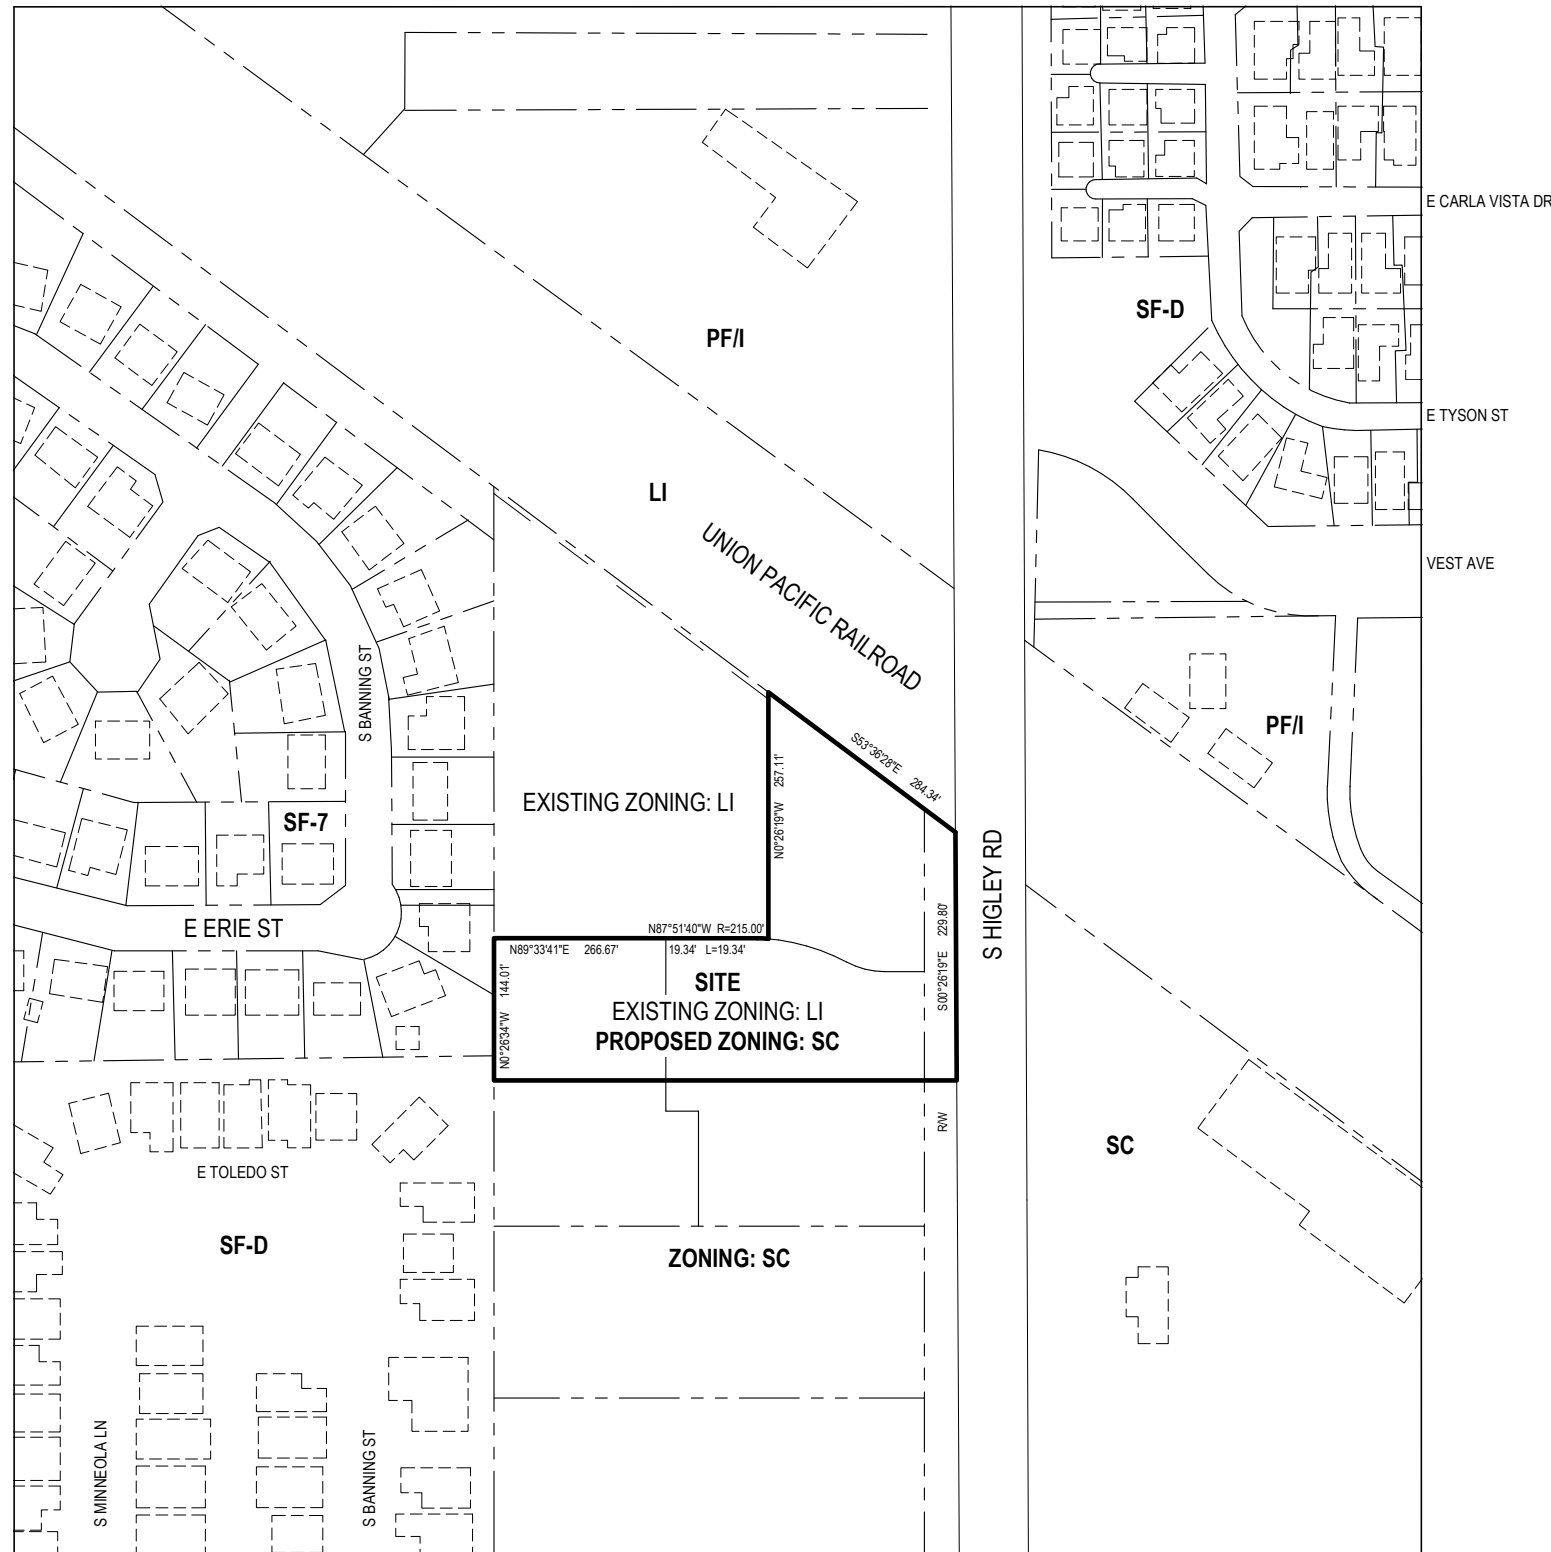 E CARLA VISTA DR
SF-D
PF/I
E TYSON ST
LI
UNION PACIFIC RAILROAD
VEST AVE
S BANNING ST
PF/I
S53°36'28"E 284.34'
N0°26'19"W 257.11'
EXISTING ZONING: LI
SF-7
S HIGLEY RD
E ERIE ST
N87°51'40"W R=215.00'
N89°33'41"E 266.67' 19.34' L=19.34'
S00°26'19"E 229.80'
N0°26'34"W 144.01'
SITE
EXISTING ZONING: LI
PROPOSED ZONING: SC
R/W
SC
E TOLEDO ST
SF-D
ZONING: SC
S MINNEOLA LN
S BANNING ST